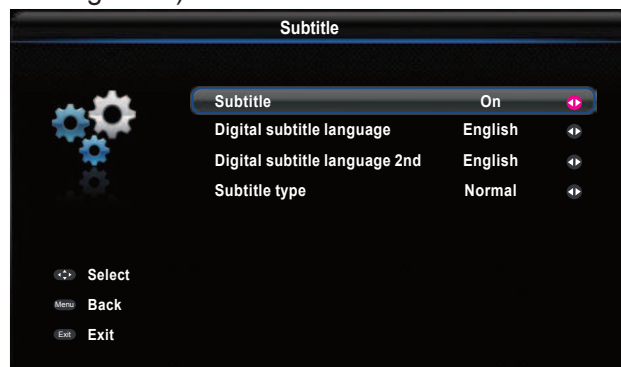 Subtitle
Subtitle On
Digital subtitle language English
Digital subtitle language 2nd English
Subtitle type Normal
Select
Menu Back
Exit Exit